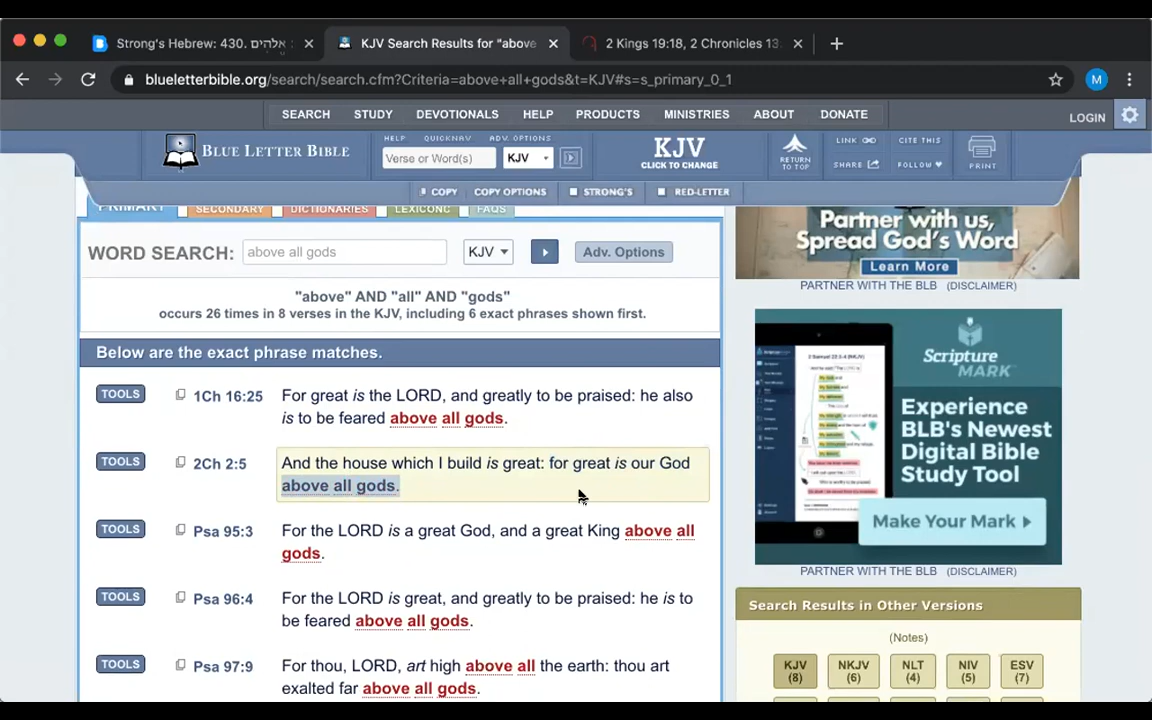 Strong's Hebrew: 430. אֱלֹהִים
KJV Search Results for "above
2 Kings 19:18, 2 Chronicles 13
blueletterbible.org/search/search.cfm?Criteria=above+all+gods&t=KJV#s=s_primary_0_1
M
SEARCH STUDY DEVOTIONALS HELP PRODUCTS MINISTRIES ABOUT DONATE
LOGIN
BLUE LETTER BIBLE
HELP QUICKNAV ADV. OPTIONS
Verse or Word(s) KJV
KJV
CLICK TO CHANGE
RETURN
TO TOP
LINK CITE THIS
SHARE FOLLOW
PRINT
COPY COPY OPTIONS STRONG'S RED-LETTER
PRIMARY SECONDARY DICTIONARIES LEXICONC FAQS
WORD SEARCH: above all gods KJV Adv. Options
"above" AND "all" AND "gods"
occurs 26 times in 8 verses in the KJV, including 6 exact phrases shown first.
Below are the exact phrase matches.
TOOLS 1Ch 16:25 For great is the LORD, and greatly to be praised: he also
is to be feared above all gods.
TOOLS 2Ch 2:5 And the house which I build is great: for great is our God
above all gods.
TOOLS Psa 95:3 For the LORD is a great God, and a great King above all
gods.
TOOLS Psa 96:4 For the LORD is great, and greatly to be praised: he is to
be feared above all gods.
TOOLS Psa 97:9 For thou, LORD, art high above all the earth: thou art
exalted far above all gods.
Partner with us,
Spread God's Word
Learn More
PARTNER WITH THE BLB (DISCLAIMER)
Scripture
MARK
Experience
BLB's Newest
Digital Bible
Study Tool
Make Your Mark
PARTNER WITH THE BLB (DISCLAIMER)
Search Results in Other Versions
(Notes)
KJV NKJV NLT NIV ESV
(8) (6) (4) (5) (7)